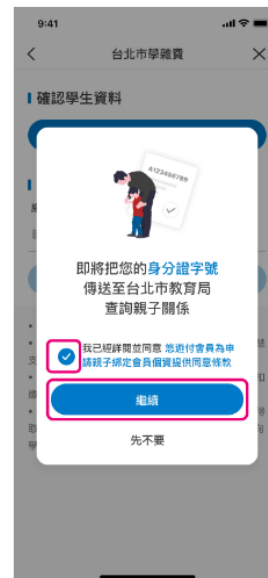 9:41
台北市學雜費
確認學生資料
A123456789
即將把您的身分證字號
傳送至台北市教育局
查詢親子關係
我已經詳閱並同意 悠遊付會員為申
請親子綁定會員個資提供同意條款
繼續
先不要